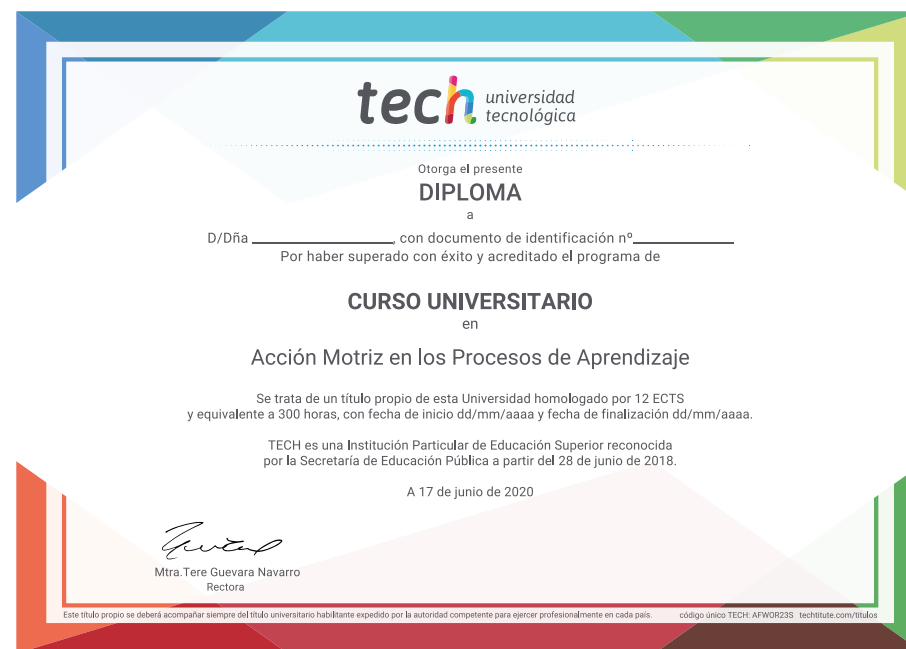 tech universidad
tecnológica
Otorga el presente
DIPLOMA
a
D/Dña ____________________, con documento de identificación nº______________
Por haber superado con éxito y acreditado el programa de
CURSO UNIVERSITARIO
en
Acción Motriz en los Procesos de Aprendizaje
Se trata de un título propio de esta Universidad homologado por 12 ECTS
y equivalente a 300 horas, con fecha de inicio dd/mm/aaaa y fecha de finalización dd/mm/aaaa.
TECH es una Institución Particular de Educación Superior reconocida
por la Secretaría de Educación Pública a partir del 28 de junio de 2018.
A 17 de junio de 2020
Mtra.Tere Guevara Navarro
Rectora
Este título propio se deberá acompañar siempre del título universitario habilitante expedido por la autoridad competente para ejercer profesionalmente en cada país. código único TECH: AFWOR23S techtitute.com/titulos